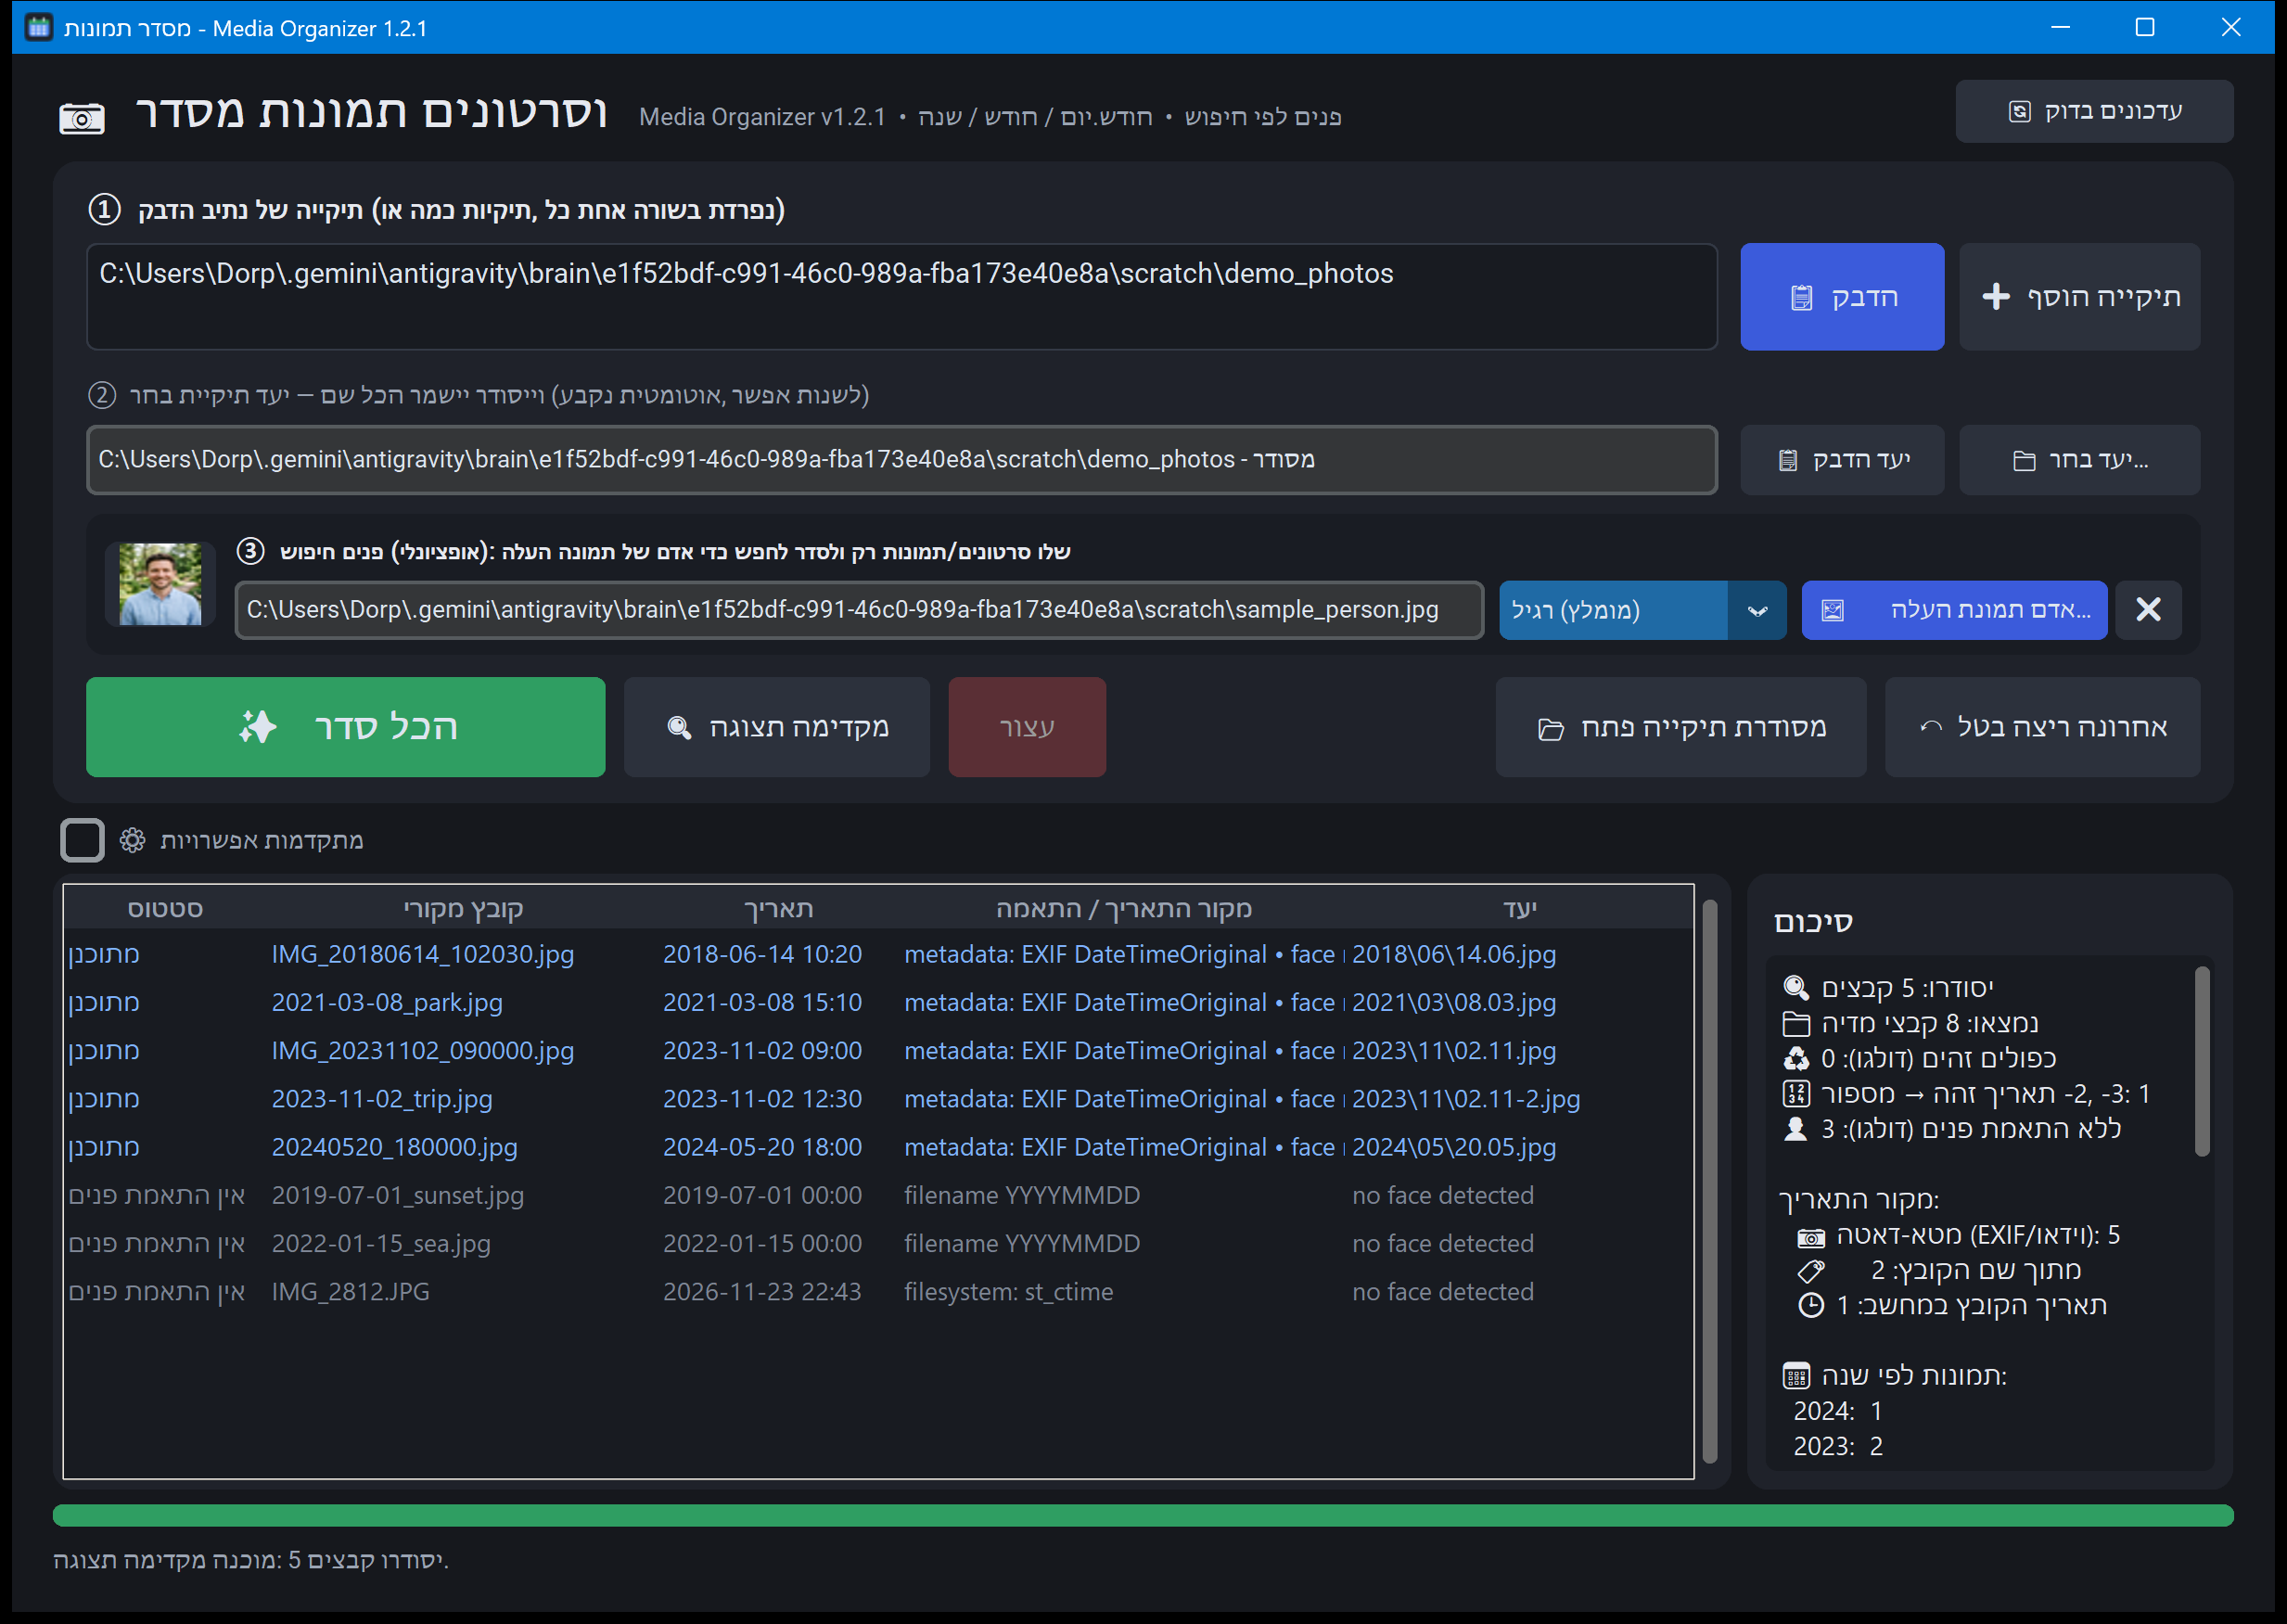 מסדר תמונות - Media Organizer 1.2.1
וסרטונים תמונות מסדר
Media Organizer v1.2.1 • חודש.יום / חודש / שנה • פנים לפי חיפוש
עדכונים בדוק
① (נפרדת בשורה אחת כל ,תיקיות כמה או) תיקייה של נתיב הדבק
C:\Users\Dorp\.gemini\antigravity\brain\e1f52bdf-c991-46c0-989a-fba173e40e8a\scratch\demo_photos
הדבק
תיקייה הוסף
② (לשנות אפשר ,אוטומטית נקבע) וייסודר יישמר הכל שם — יעד תיקיית בחר
C:\Users\Dorp\.gemini\antigravity\brain\e1f52bdf-c991-46c0-989a-fba173e40e8a\scratch\demo_photos - מסודר
יעד הדבק
...יעד בחר
③ שלו סרטונים/תמונות רק ולסדר לחפש כדי אדם של תמונה העלה :(אופציונלי) פנים חיפוש
C:\Users\Dorp\.gemini\antigravity\brain\e1f52bdf-c991-46c0-989a-fba173e40e8a\scratch\sample_person.jpg
(מומלץ) רגיל
...אדם תמונת העלה
הכל סדר
מקדימה תצוגה
עצור
מסודרת תיקייה פתח
אחרונה ריצה בטל
מתקדמות אפשרויות
סטטוס קובץ מקורי תאריך מקור התאריך / התאמה יעד
מתוכנן IMG_20180614_102030.jpg 2018-06-14 10:20 metadata: EXIF DateTimeOriginal • face 2018\06\14.06.jpg
מתוכנן 2021-03-08_park.jpg 2021-03-08 15:10 metadata: EXIF DateTimeOriginal • face 2021\03\08.03.jpg
מתוכנן IMG_20231102_090000.jpg 2023-11-02 09:00 metadata: EXIF DateTimeOriginal • face 2023\11\02.11.jpg
מתוכנן 2023-11-02_trip.jpg 2023-11-02 12:30 metadata: EXIF DateTimeOriginal • face 2023\11\02.11-2.jpg
מתוכנן 20240520_180000.jpg 2024-05-20 18:00 metadata: EXIF DateTimeOriginal • face 2024\05\20.05.jpg
אין התאמת פנים 2019-07-01_sunset.jpg 2019-07-01 00:00 filename YYYYMMDD no face detected
אין התאמת פנים 2022-01-15_sea.jpg 2022-01-15 00:00 filename YYYYMMDD no face detected
אין התאמת פנים IMG_2812.JPG 2026-11-23 22:43 filesystem: st_ctime no face detected
סיכום
יסודרו: 5 קבצים
נמצאו: 8 קבצי מדיה
כפולים זהים (דולגו): 0
תאריך זהה → מספור -2, -3: 1
ללא התאמת פנים (דולגו): 3
מקור התאריך:
מטא-דאטה (EXIF/וידאו): 5
מתוך שם הקובץ: 2
תאריך הקובץ במחשב: 1
תמונות לפי שנה:
2024: 1
2023: 2
יסודרו קבצים 5 :מוכנה מקדימה תצוגה.